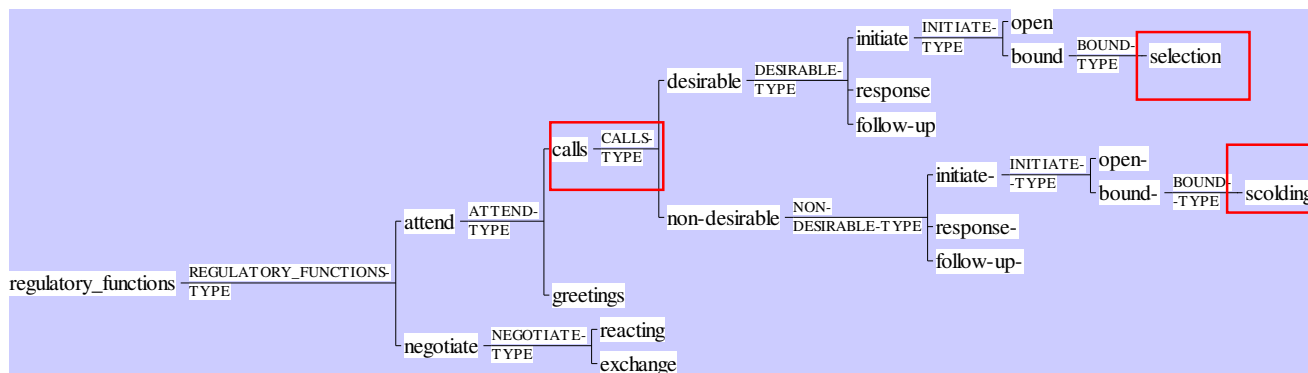 open
initiate INITIATE-
TYPE
bound BOUND-
TYPE
selection
desirable DESIRABLE-
TYPE
response
follow-up
calls CALLS-
TYPE
open-
initiate- INITIATE-
-TYPE
bound- BOUND-
-TYPE
scolding
non-desirable NON-
DESIRABLE-TYPE
response-
attend ATTEND-
TYPE
follow-up-
regulatory_functions REGULATORY_FUNCTIONS-
TYPE
greetings
reacting
negotiate NEGOTIATE-
TYPE
exchange